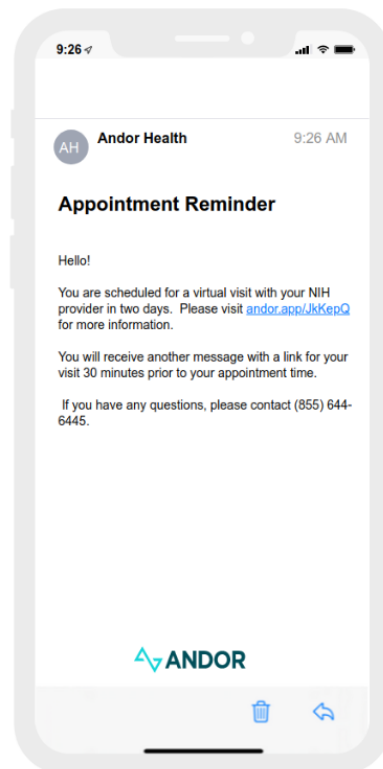 9:26
Andor Health
9:26 AM
AH
Appointment Reminder
Hello!
You are scheduled for a virtual visit with your NIH
provider in two days.  Please visit andor.app/JkKepQ
for more information.
You will receive another message with a link for your
visit 30 minutes prior to your appointment time.
If you have any questions, please contact (855) 644-
6445.
ANDOR